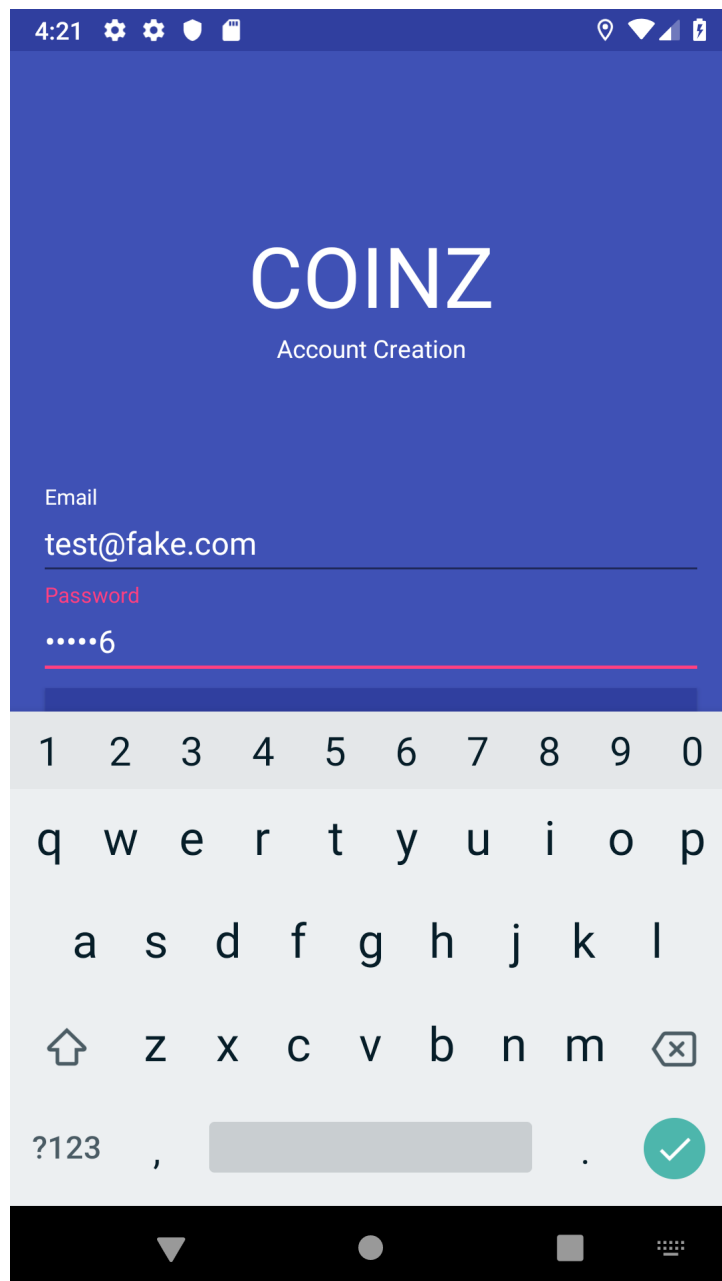 4:21
COINZ
Account Creation
Email
test@fake.com
Password
•••••6
1 2 3 4 5 6 7 8 9 0
q w e r t y u i o p
a s d f g h j k l
z x c v b n m
?123 , .